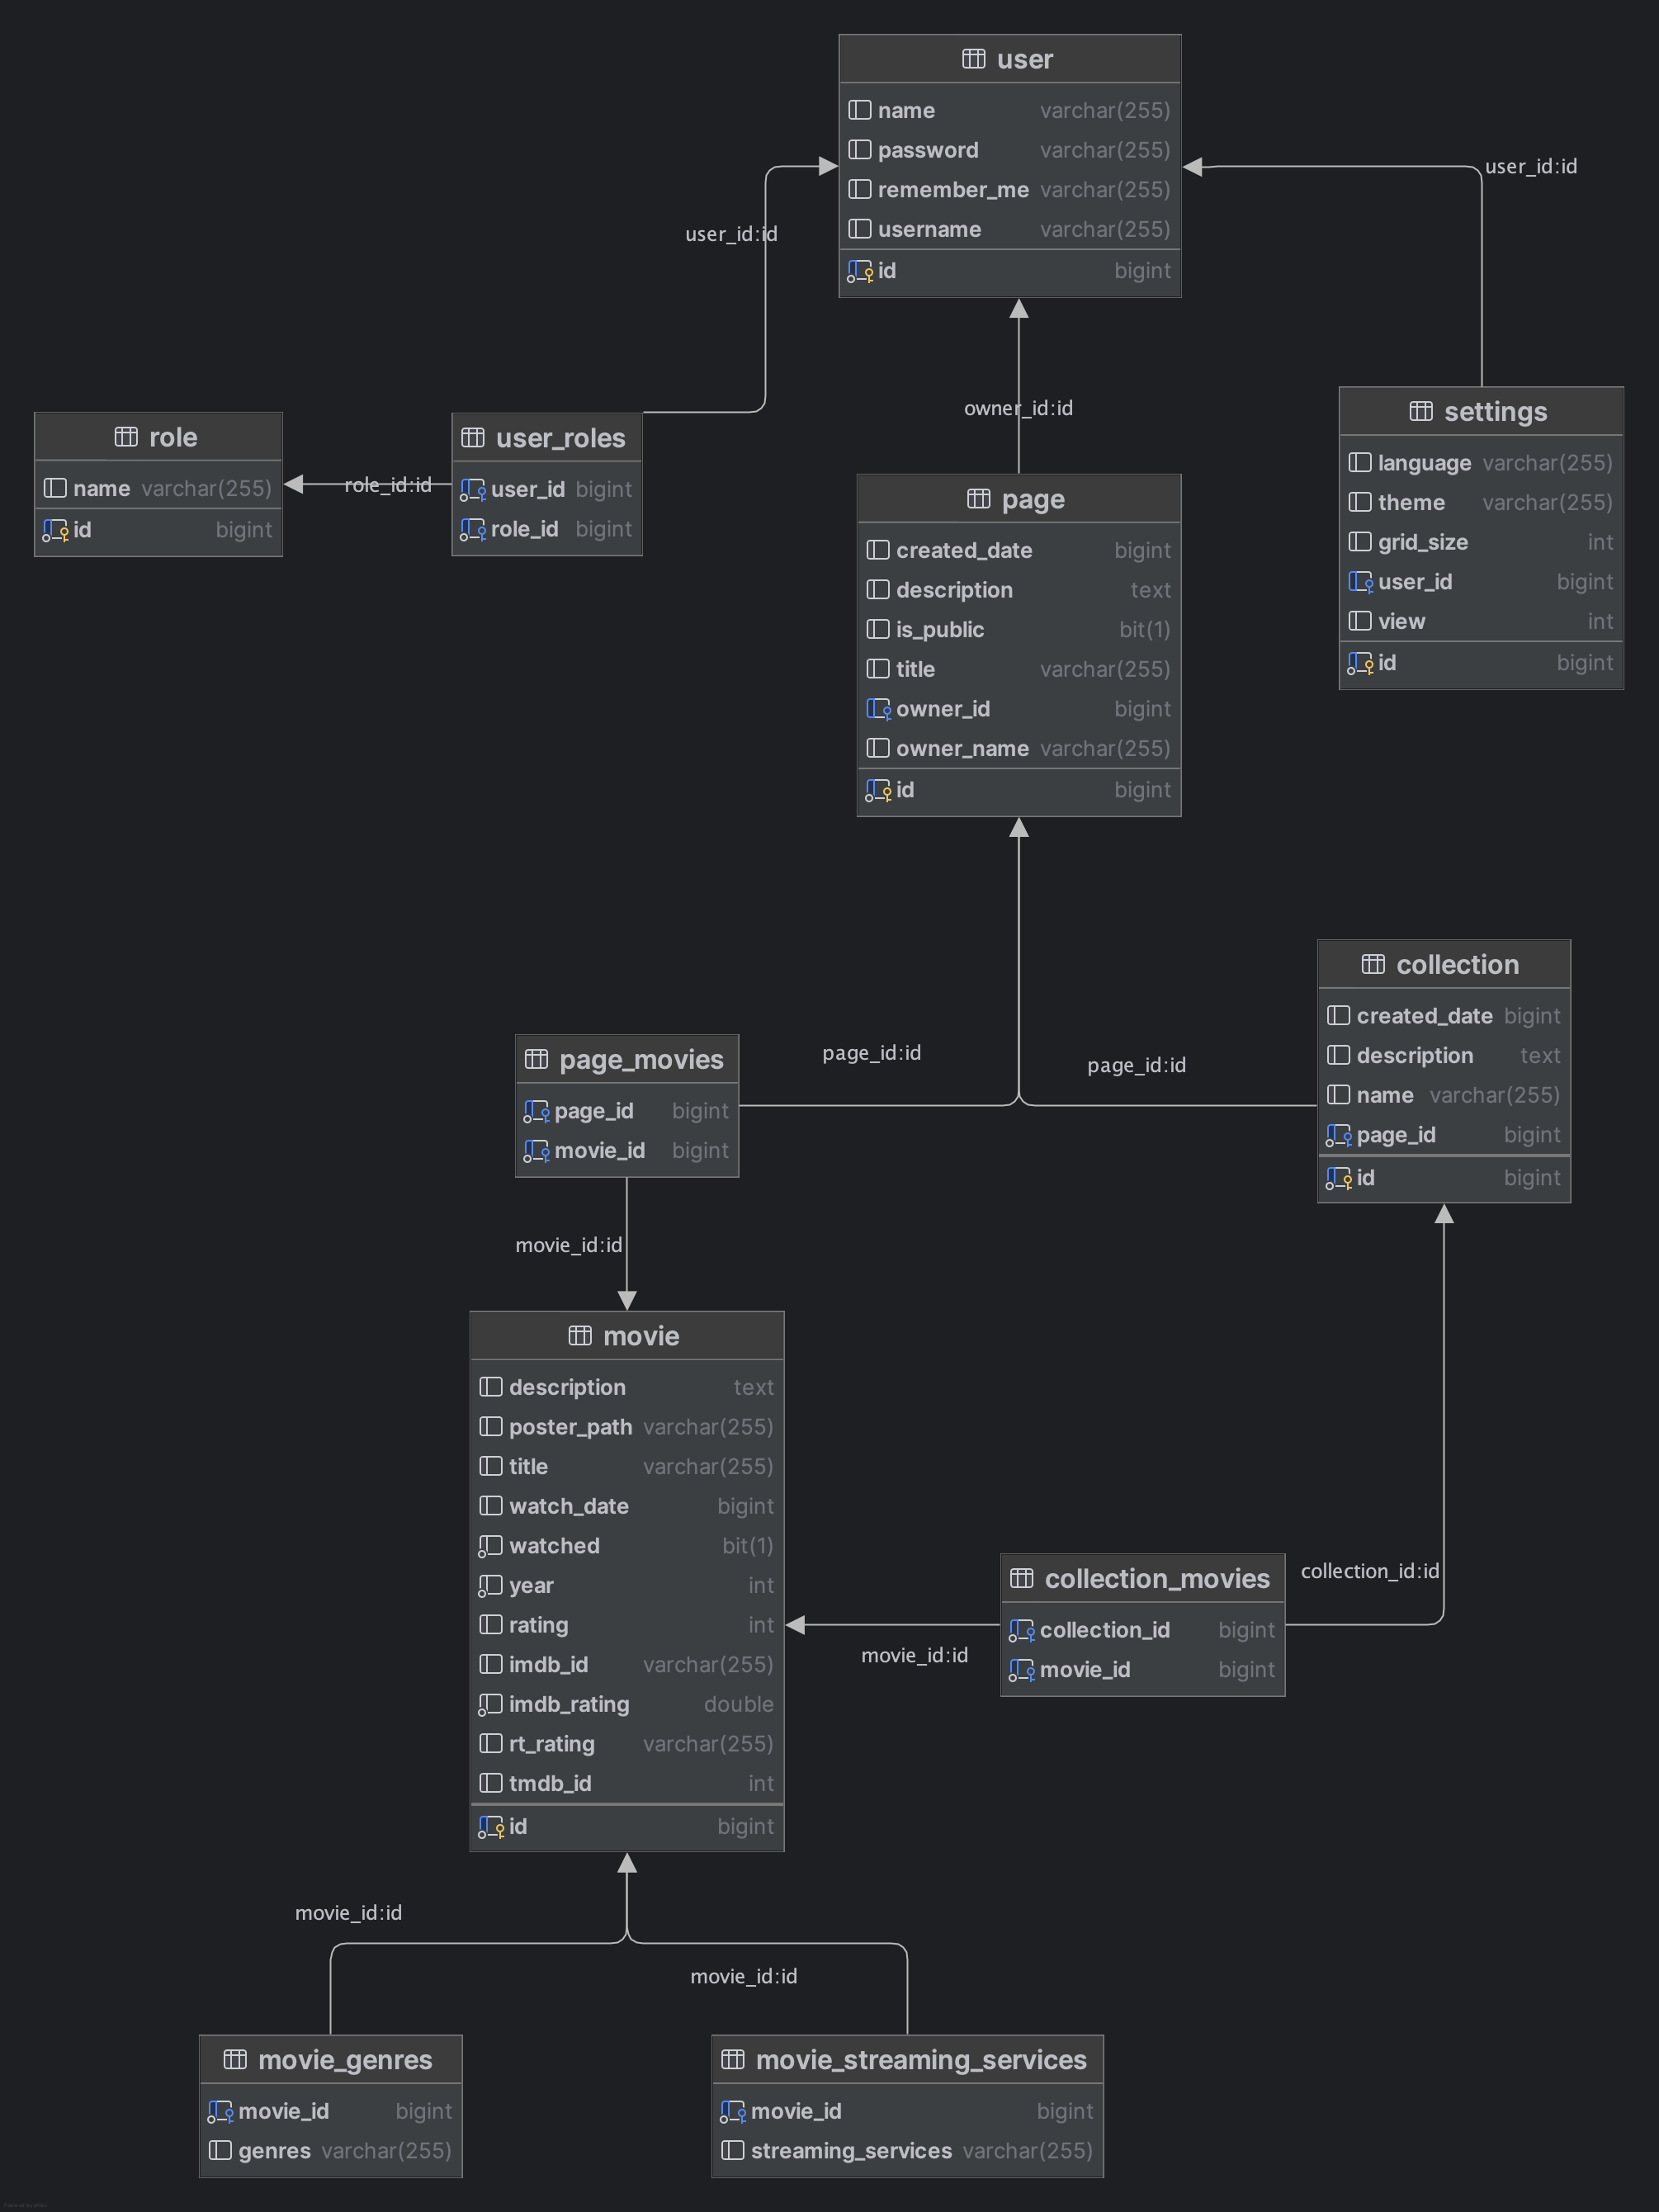 user
name varchar(255)
password varchar(255)
remember_me varchar(255)
username varchar(255)
id bigint
user_id:id
user_id:id
owner_id:id
role
name varchar(255)
id bigint
role_id:id
user_roles
user_id bigint
role_id bigint
settings
language varchar(255)
theme varchar(255)
grid_size int
user_id bigint
view int
id bigint
page
created_date bigint
description text
is_public bit(1)
title varchar(255)
owner_id bigint
owner_name varchar(255)
id bigint
collection
created_date bigint
description text
name varchar(255)
page_id bigint
id bigint
page_movies
page_id bigint
movie_id bigint
page_id:id
page_id:id
movie_id:id
movie
description text
poster_path varchar(255)
title varchar(255)
watch_date bigint
watched bit(1)
year int
rating int
imdb_id varchar(255)
imdb_rating double
rt_rating varchar(255)
tmdb_id int
id bigint
collection_movies
collection_id bigint
movie_id bigint
collection_id:id
movie_id:id
movie_id:id
movie_id:id
movie_genres
movie_id bigint
genres varchar(255)
movie_streaming_services
movie_id bigint
streaming_services varchar(255)